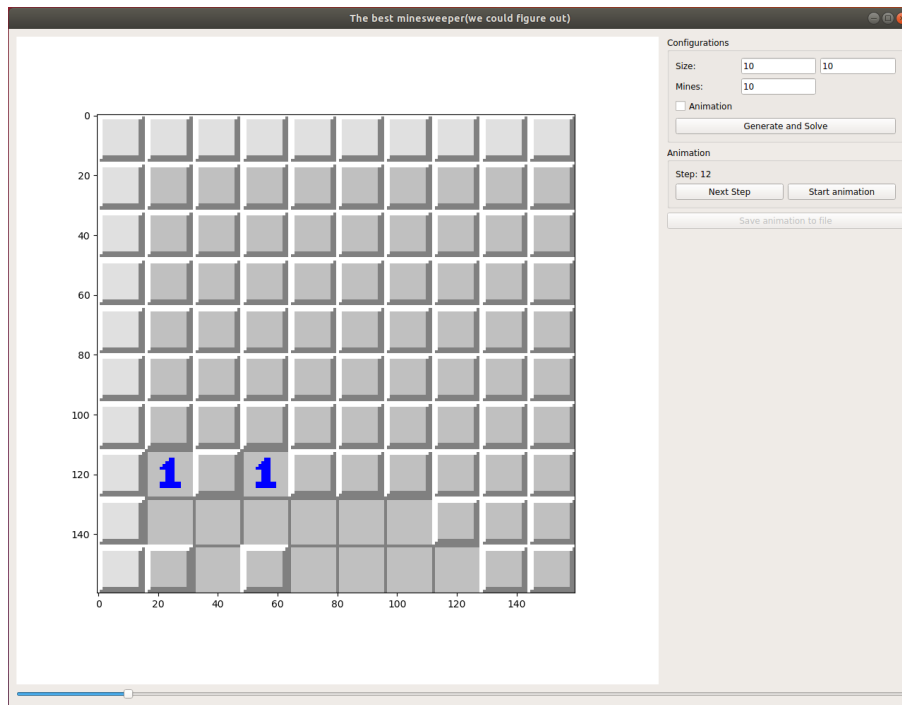 The best minesweeper(we could figure out)
Configurations
Size: 10 10
Mines: 10
Animation
Generate and Solve
Animation
Step: 12
Next Step Start animation
Save animation to file
0
20
40
60
80
100
120
140
1 1
0 20 40 60 80 100 120 140